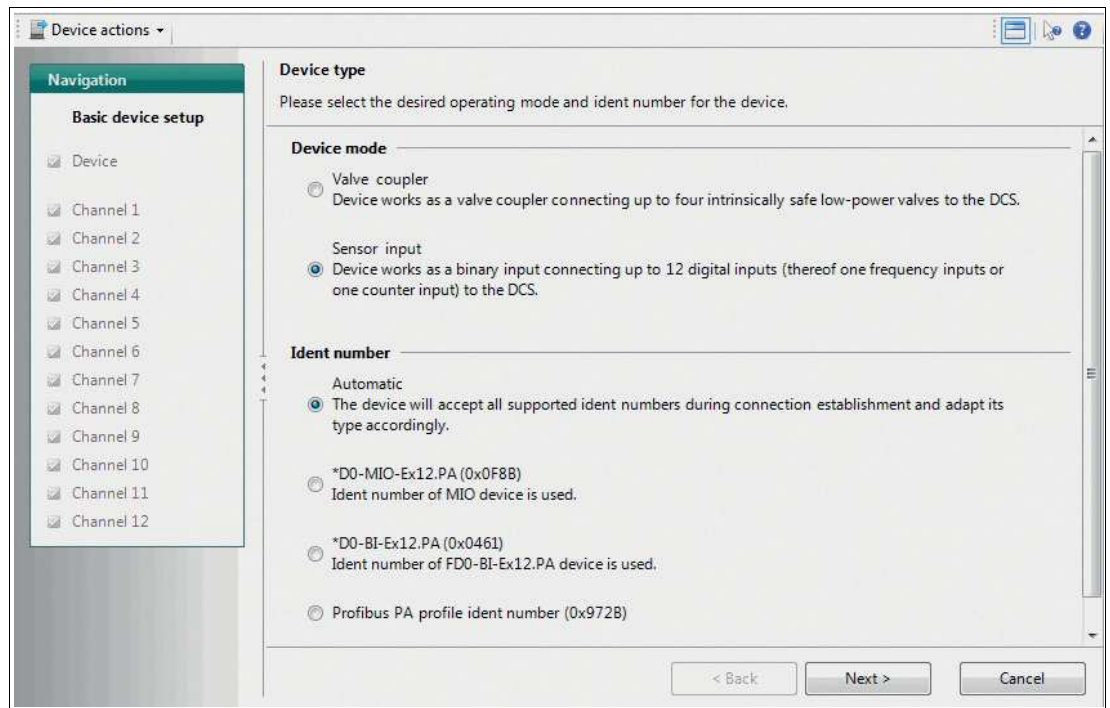 Device actions
Navigation
Basic device setup
Device
Channel 1
Channel 2
Channel 3
Channel 4
Channel 5
Channel 6
Channel 7
Channel 8
Channel 9
Channel 10
Channel 11
Channel 12
Device type
Please select the desired operating mode and ident number for the device.
Device mode
Valve coupler
Device works as a valve coupler connecting up to four intrinsically safe low-power valves to the DCS.
Sensor input
Device works as a binary input connecting up to 12 digital inputs (thereof one frequency inputs or
one counter input) to the DCS.
Ident number
Automatic
The device will accept all supported ident numbers during connection establishment and adapt its
type accordingly.
*D0-MIO-Ex12.PA (0x0F8B)
Ident number of MIO device is used.
*D0-BI-Ex12.PA (0x0461)
Ident number of FD0-BI-Ex12.PA device is used.
Profibus PA profile ident number (0x972B)
< Back
Next >
Cancel